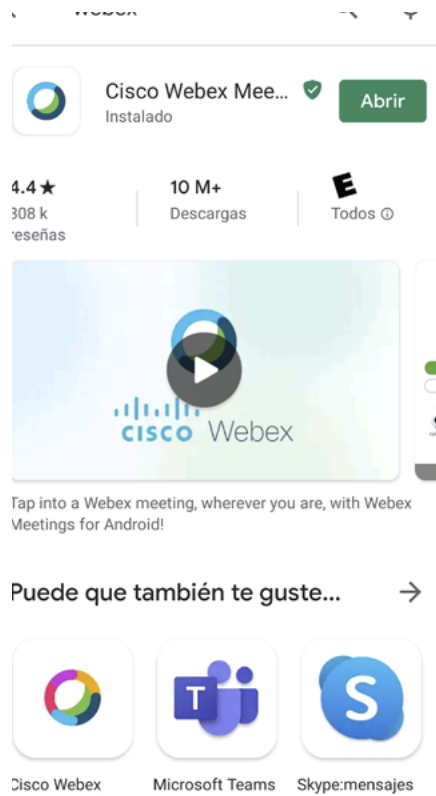 Cisco Webex Mee...
Abrir
Instalado
4.4★
10 M+
E
308 k
reseñas
Descargas
Todos
CISCO Webex
Tap into a Webex meeting, wherever you are, with Webex
Meetings for Android!
Puede que también te guste...
T
S
Cisco Webex
Microsoft Teams
Skype:mensajes